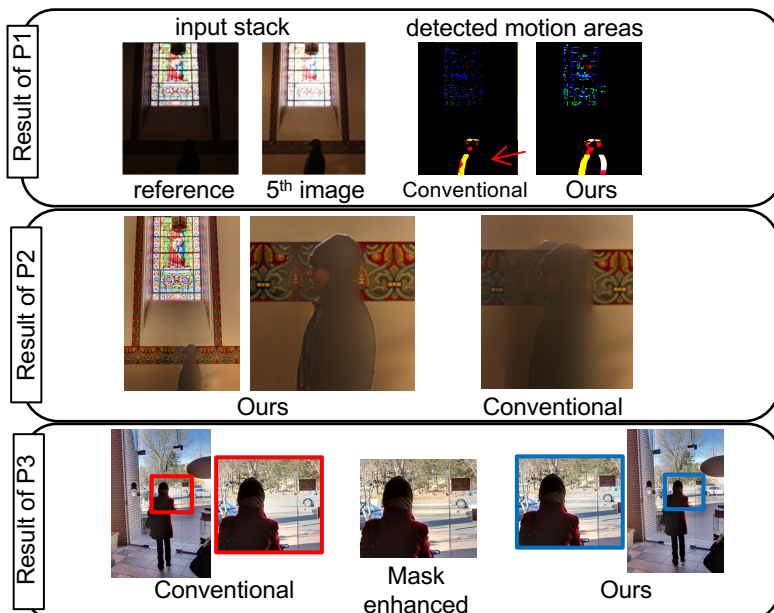 Result of P1
input stack
detected motion areas
reference
5th image
Conventional
Ours
Result of P2
Ours
Conventional
Result of P3
Conventional
Mask
enhanced
Ours